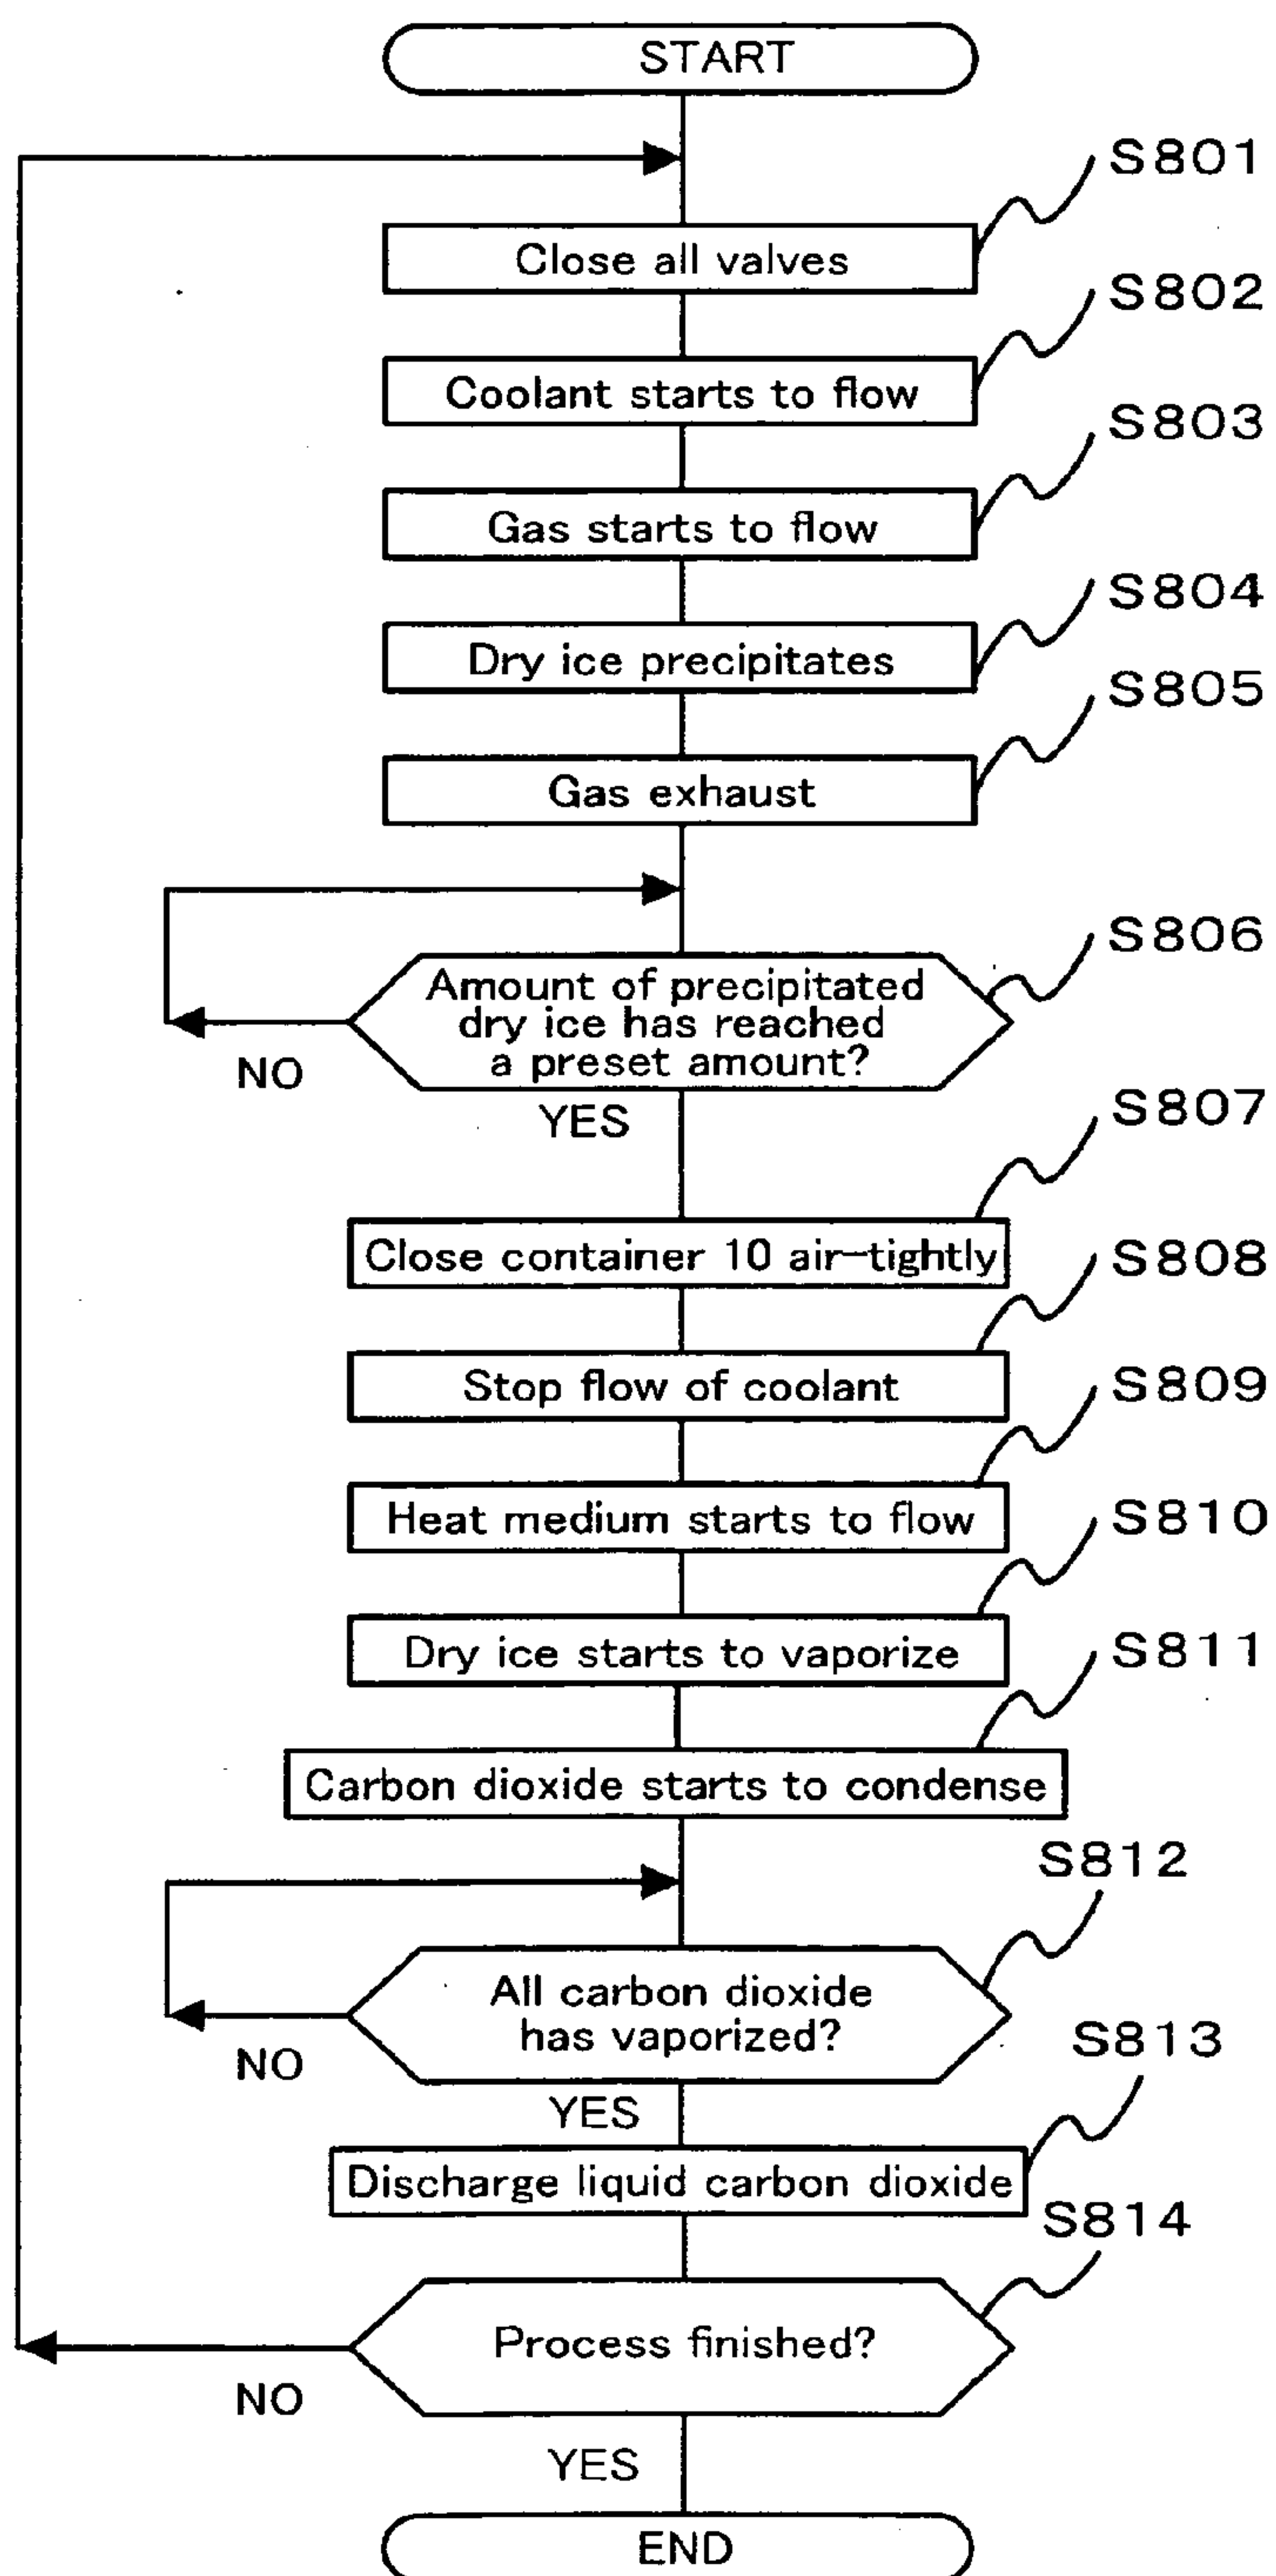 START
S801
Close all valves
S802
Coolant starts to flow
S803
Gas starts to flow
S804
Dry ice precipitates
S805
Gas exhaust
S806
Amount of precipitated
dry ice has reached
a preset amount?
NO
YES
S807
Close container 10 air-tightly
S808
Stop flow of coolant
S809
Heat medium starts to flow
S810
Dry ice starts to vaporize
S811
Carbon dioxide starts to condense
S812
All carbon dioxide
has vaporized?
NO
YES
S813
Discharge liquid carbon dioxide
S814
Process finished?
NO
YES
END